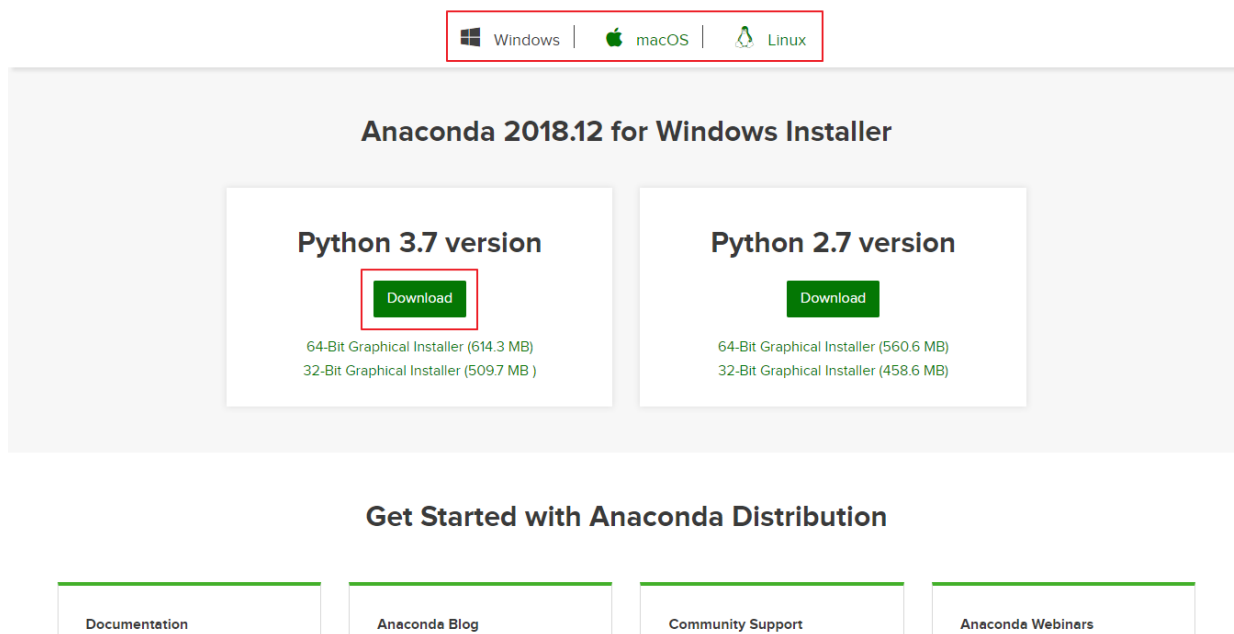 Windows | macOS | Linux
Anaconda 2018.12 for Windows Installer
Python 3.7 version
Download
64-Bit Graphical Installer (614.3 MB)
32-Bit Graphical Installer (509.7 MB )
Python 2.7 version
Download
64-Bit Graphical Installer (560.6 MB)
32-Bit Graphical Installer (458.6 MB)
Get Started with Anaconda Distribution
Documentation
Anaconda Blog
Community Support
Anaconda Webinars